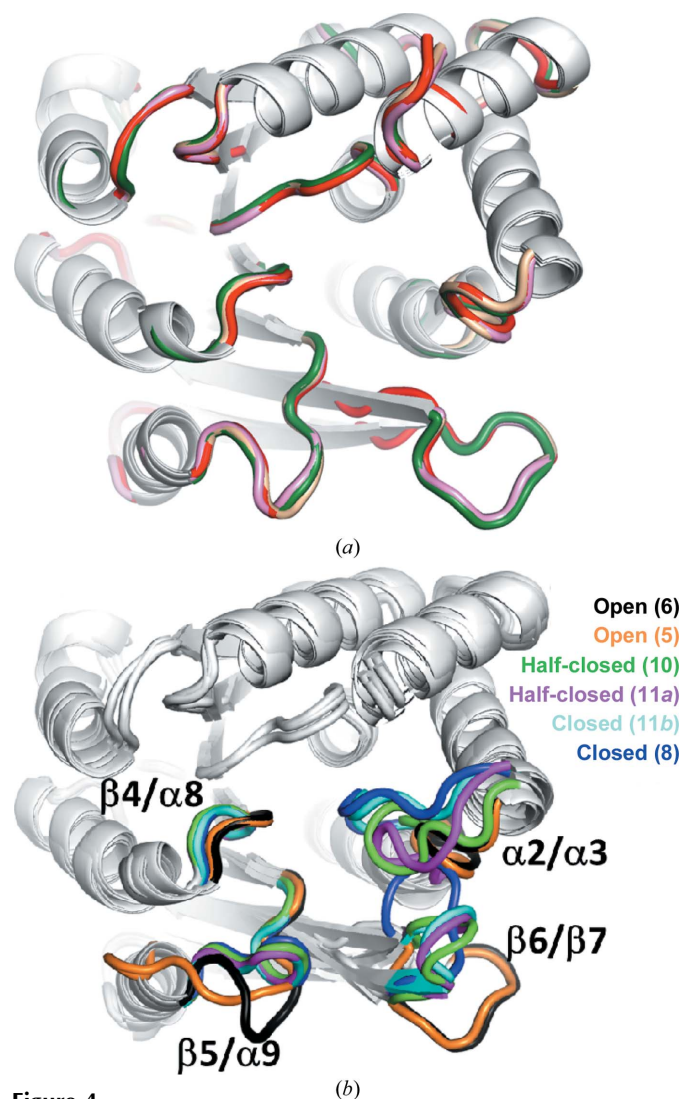 (a)
Open (6)
Open (5)
Half-closed (10)
Half-closed (11a)
Closed (11b)
Closed (8)
β4/α8
α2/α3
β6/β7
β5/α9
(b)
Figure 4